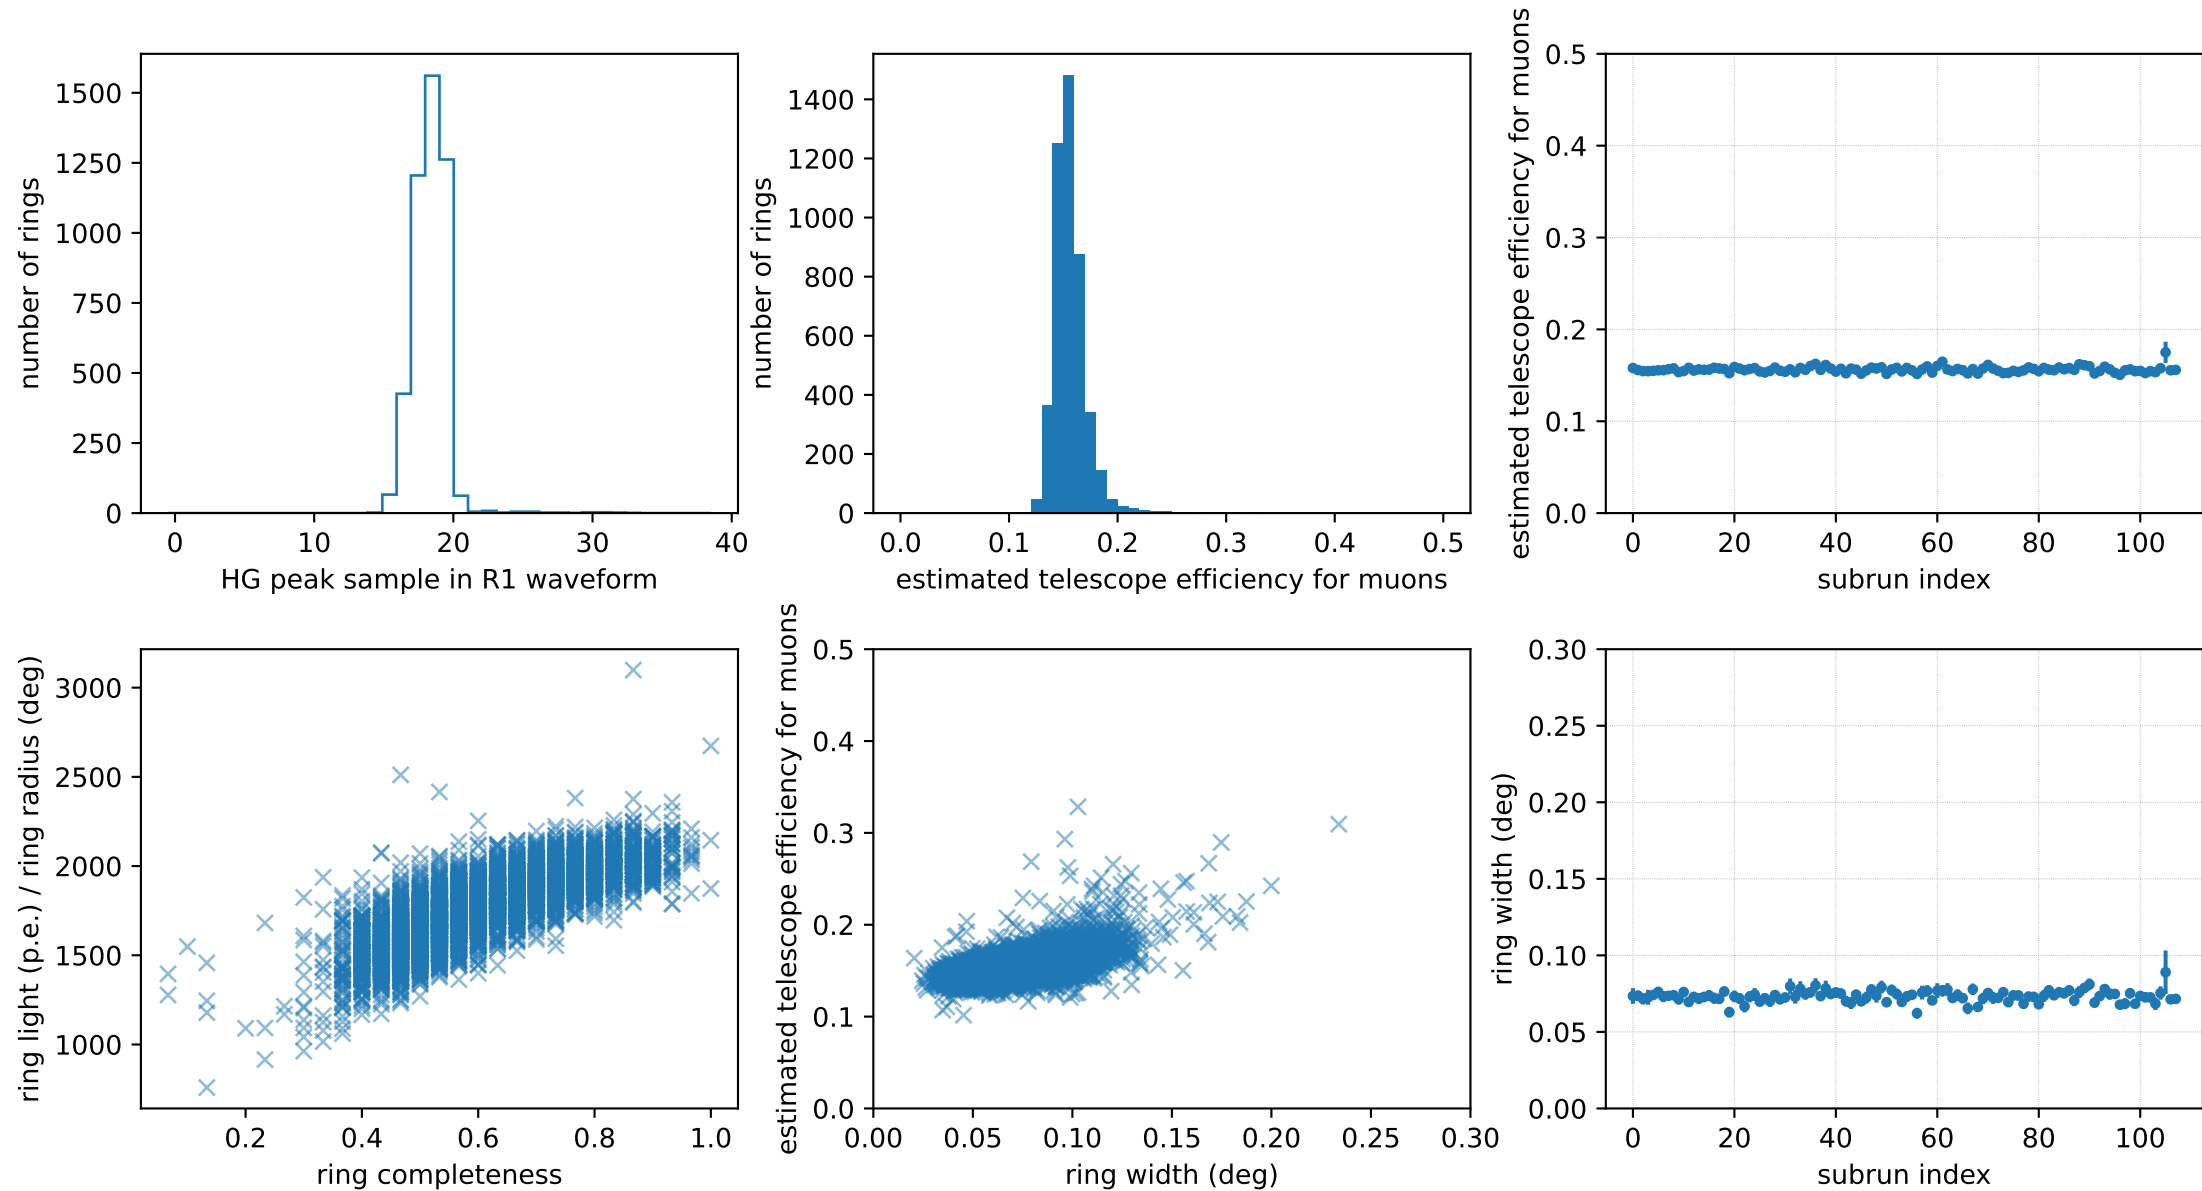 number of rings
1500
1250
1000
750
500
250
0
0 10 20 30 40
HG peak sample in R1 waveform
number of rings
1400
1200
1000
800
600
400
200
0
0.0 0.1 0.2 0.3 0.4 0.5
estimated telescope efficiency for muons
estimated telescope efficiency for muons
0.5
0.4
0.3
0.2
0.1
0.0
0 20 40 60 80 100
subrun index
ring light (p.e.) / ring radius (deg)
3000
2500
2000
1500
1000
0.2 0.4 0.6 0.8 1.0
ring completeness
estimated telescope efficiency for muons
0.5
0.4
0.3
0.2
0.1
0.0
0.00 0.05 0.10 0.15 0.20 0.25 0.30
ring width (deg)
ring width (deg)
0.30
0.25
0.20
0.15
0.10
0.05
0.00
0 20 40 60 80 100
subrun index